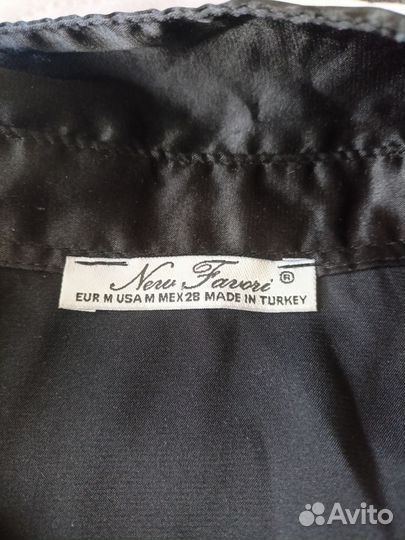 New Favori ®
EUR M USA M MEX28 MADE IN TURKEY
Avito